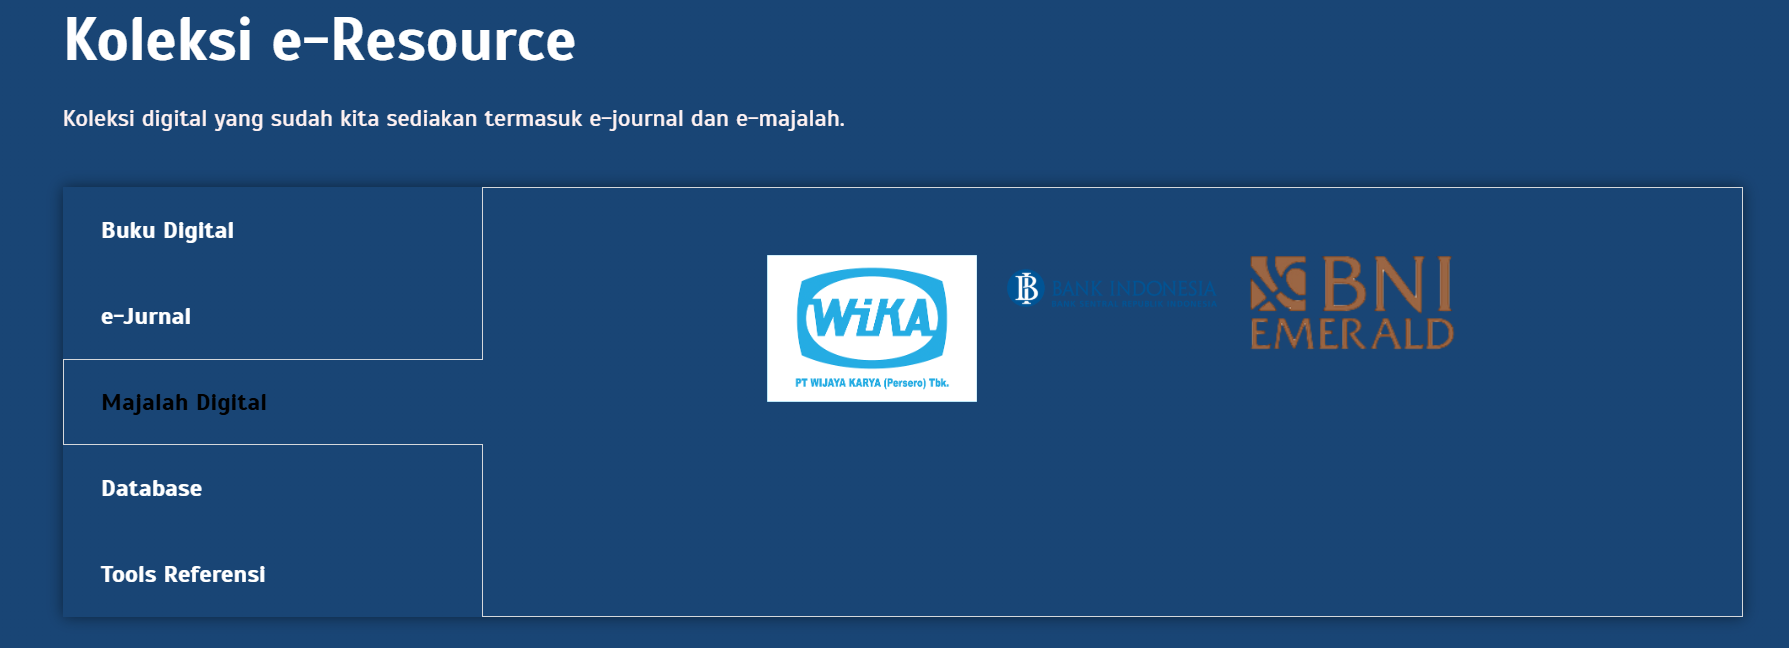 Koleksi e-Resource
Koleksi digital yang sudah kita sediakan termasuk e-journal dan e-majalah.
Buku Digital
e-Jurnal
Majalah Digital
Database
Tools Referensi
WiKA
PT WIJAYA KARYA (Persero) Tbk.
BANK INDONESIA
BNI
EMERALD